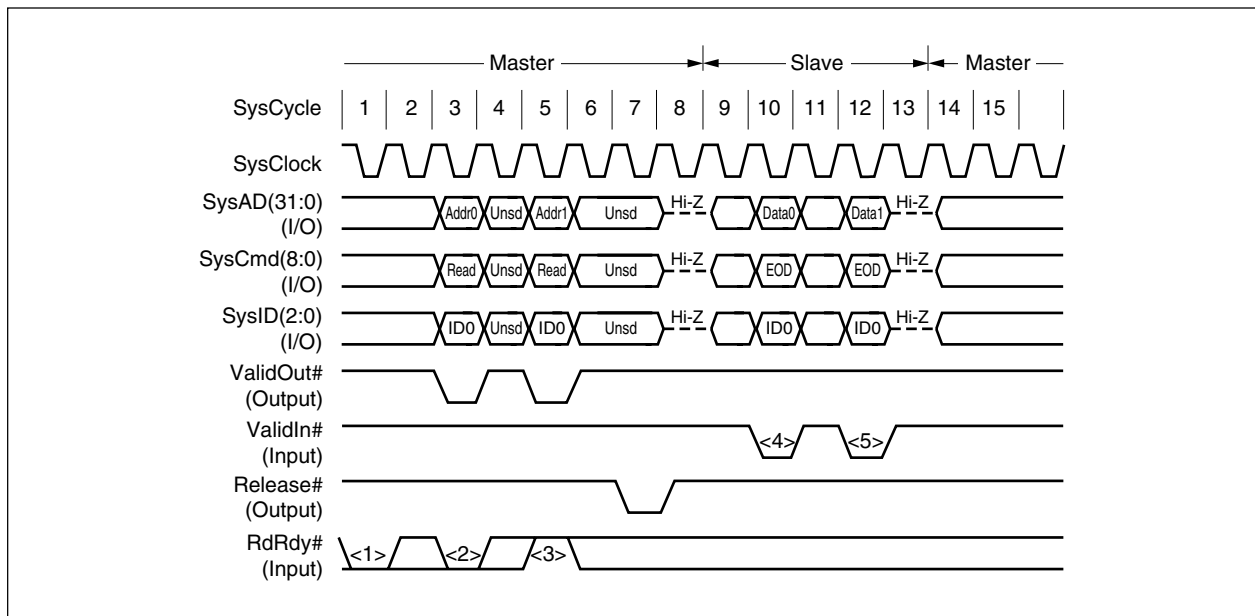 Master Slave Master
SysCycle 1 2 3 4 5 6 7 8 9 10 11 12 13 14 15
SysClock
SysAD(31:0) Addr0 Unsd Addr1 Unsd Hi-Z Data0 Data1 Hi-Z
(I/O)
SysCmd(8:0) Read Unsd Read Unsd Hi-Z EOD EOD Hi-Z
(I/O)
SysID(2:0) ID0 Unsd ID0 Unsd Hi-Z ID0 ID0 Hi-Z
(I/O)
ValidOut#
(Output)
ValidIn# <4> <5>
(Input)
Release#
(Output)
RdRdy# <1> <2> <3>
(Input)